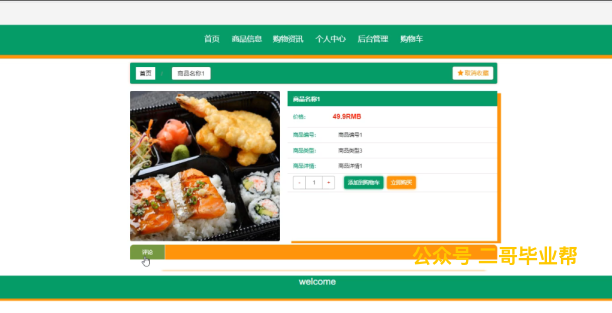 首页 商品信息 购物资讯 个人中心 后台管理 购物车
首页 商品名称1 取消收藏
商品名称1
价格: 49.9RMB
商品编号: 商品编号1
商品类型: 商品类型3
商品详情: 商品详情1
- 1 + 添加到购物车 立即购买
评论
公众号 二哥毕业帮
welcome